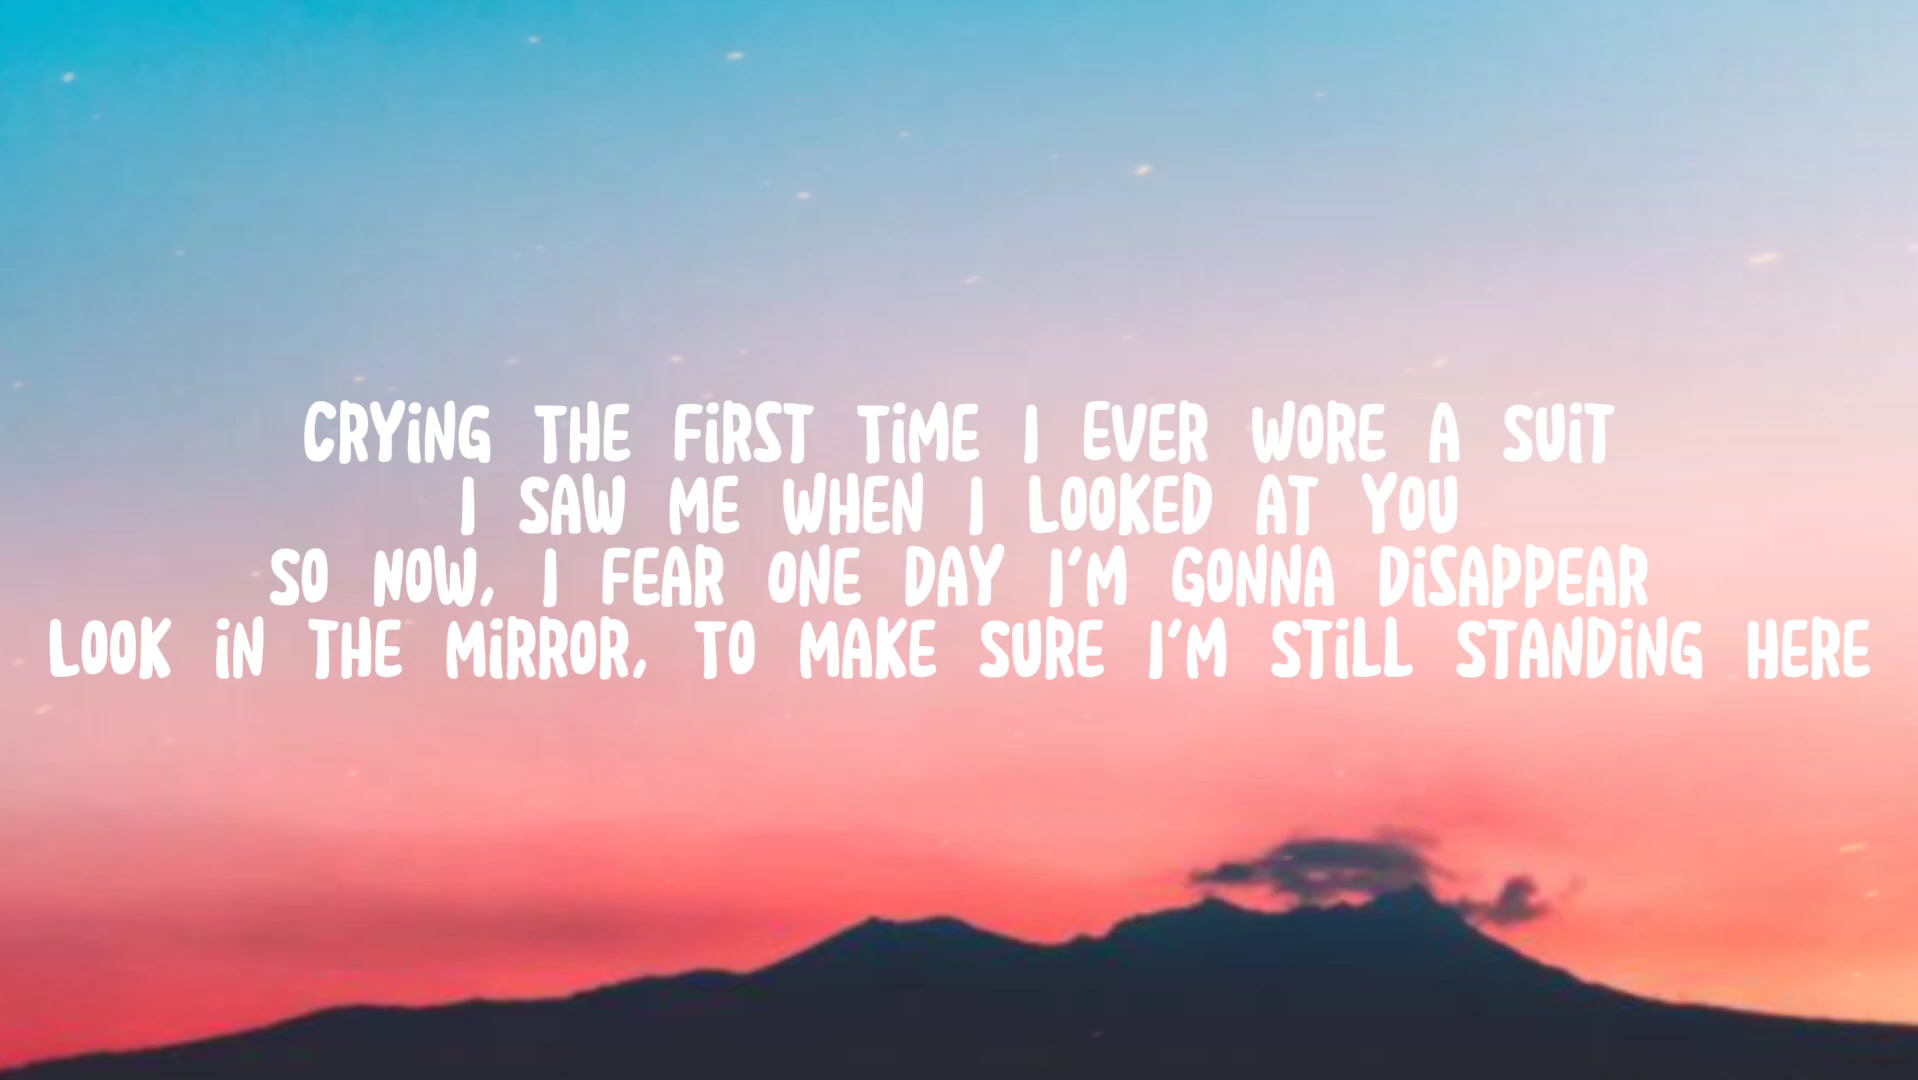 CRYiNG THE FiRST TiME I EVER WORE A SUiT
I SAW ME WHEN I LOOKED AT YOU
SO NOW, I FEAR ONE DAY I'M GONNA DiSAPPEAR
LOOK iN THE MiRROR, TO MAKE SURE I'M STiLL STANDiNG HERE